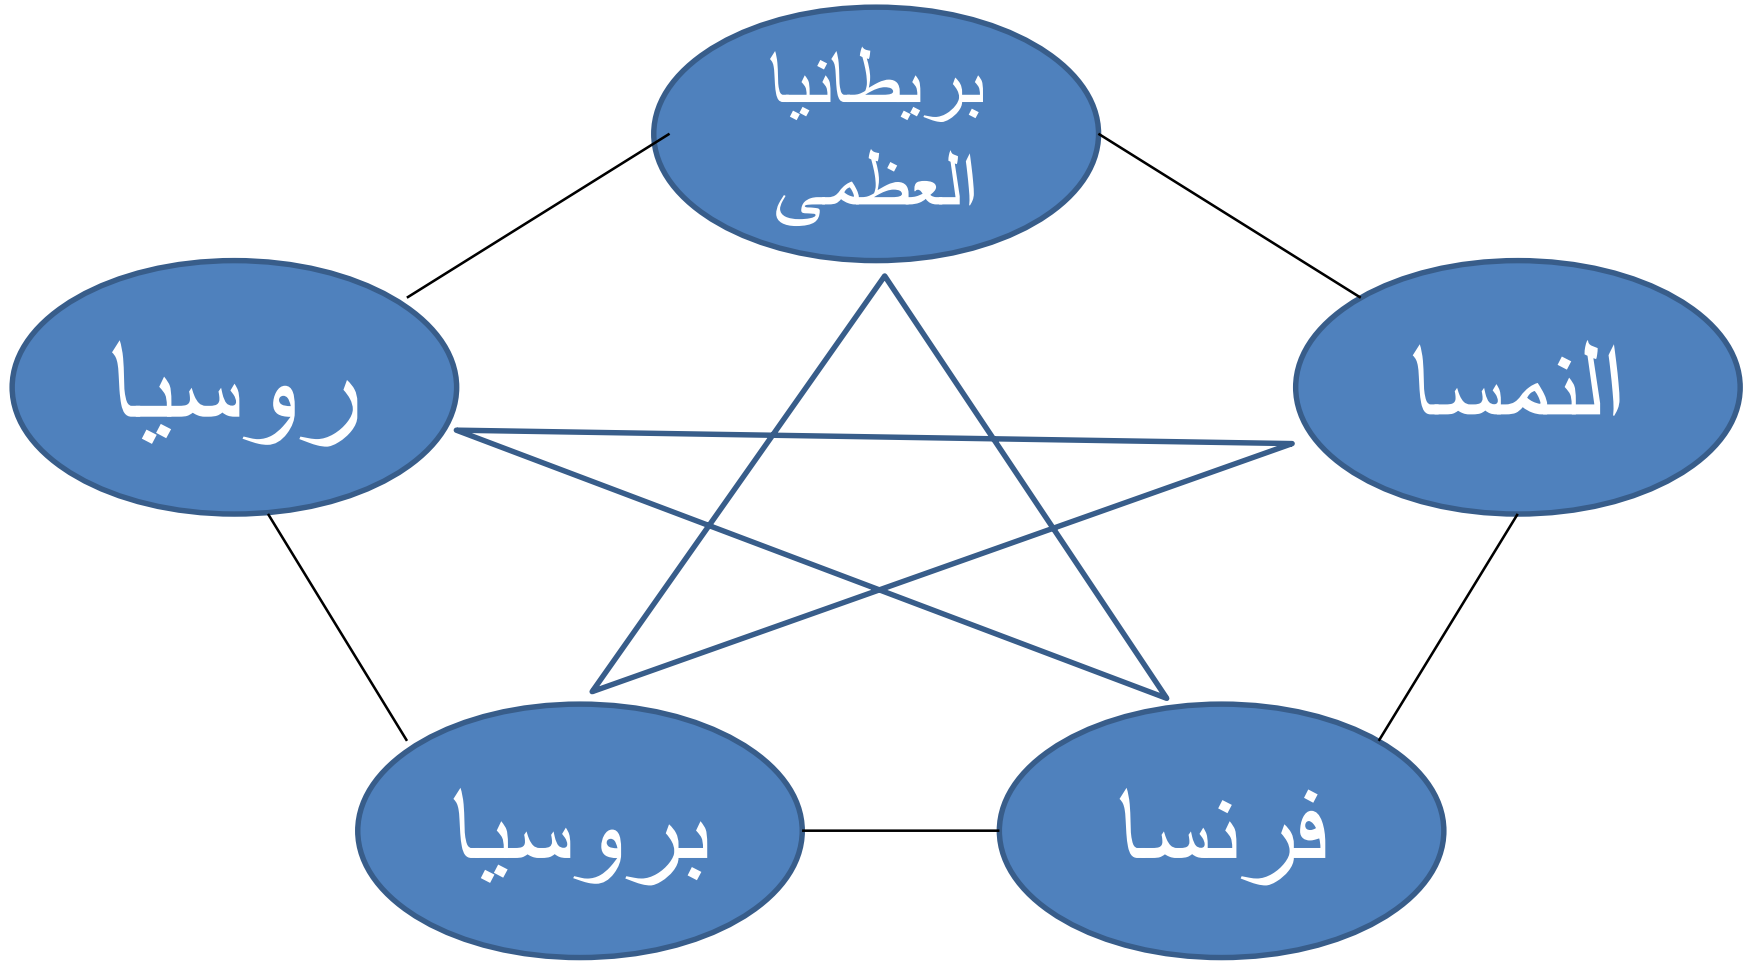 بريطانيا
العظمى
النمسا
روسيا
فرنسا
بروسيا